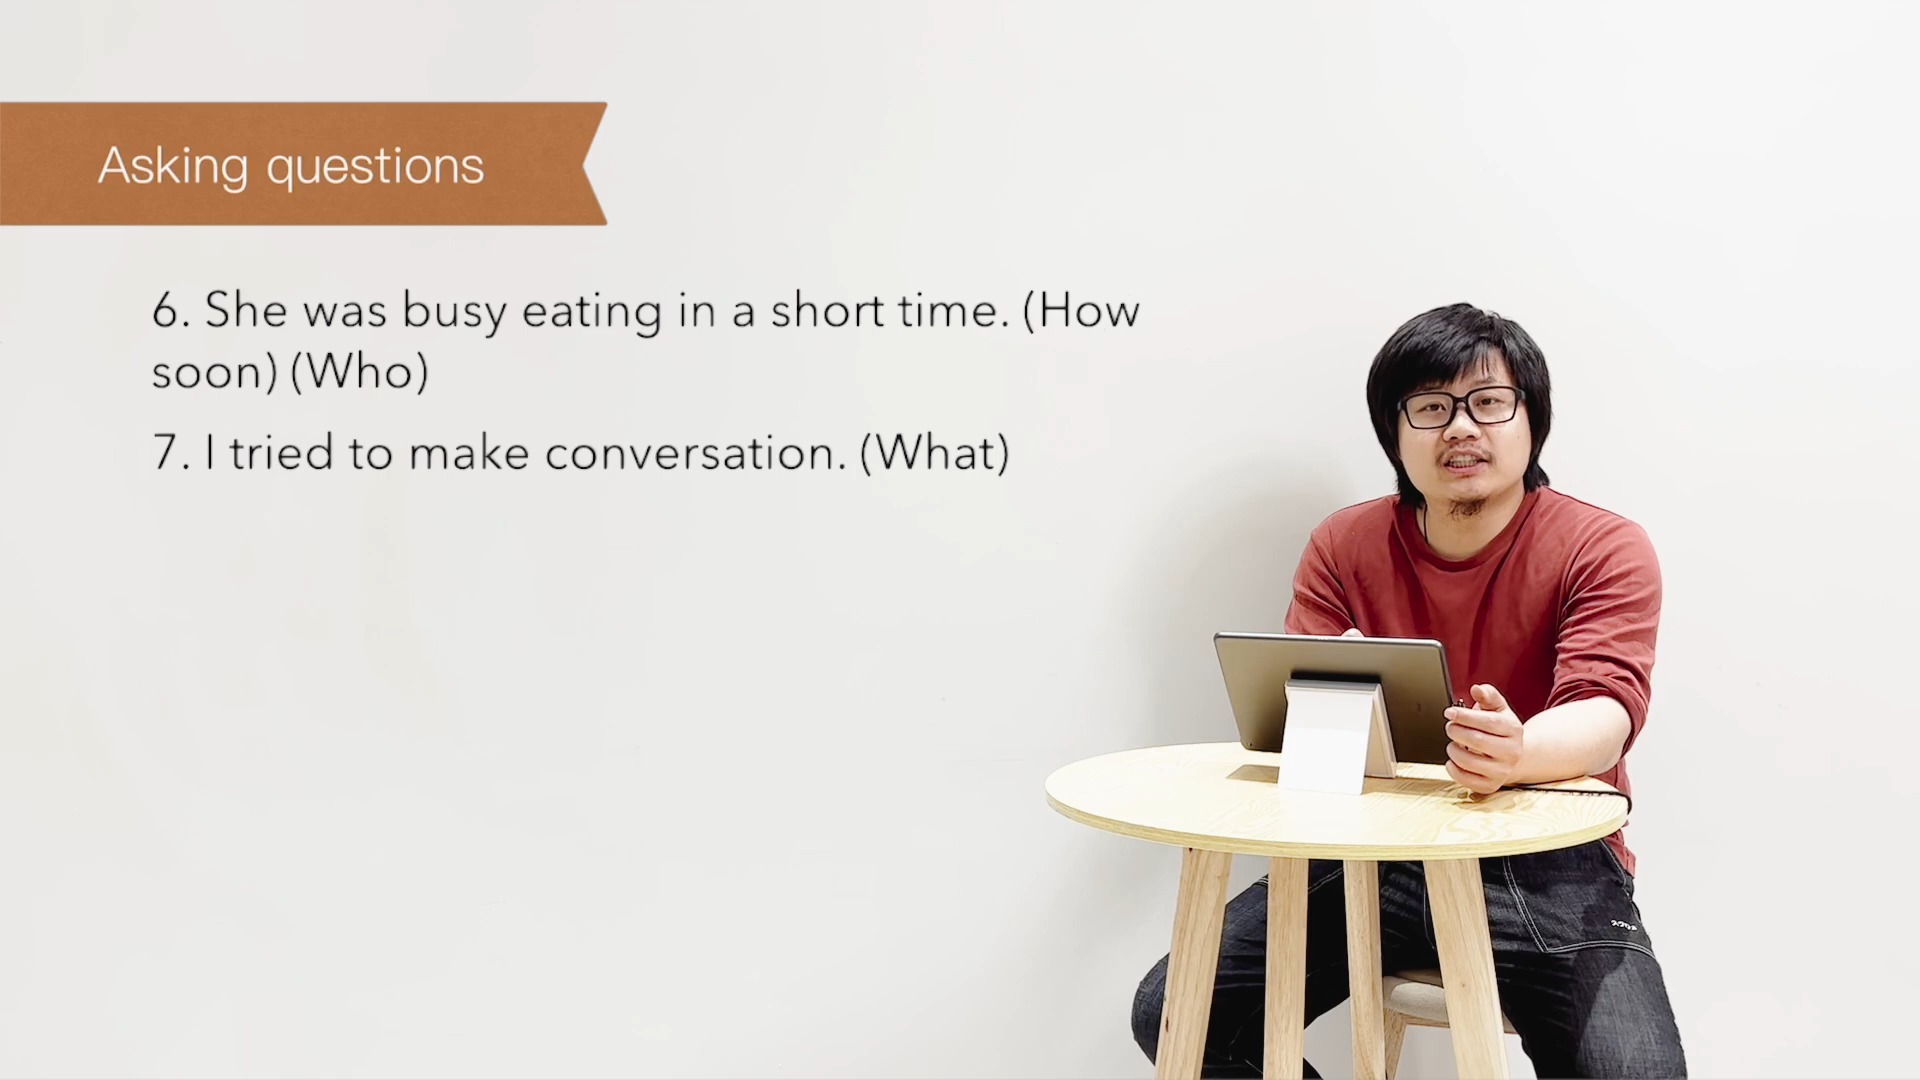 Asking questions
6. She was busy eating in a short time. (How
soon) (Who)
7. I tried to make conversation. (What)